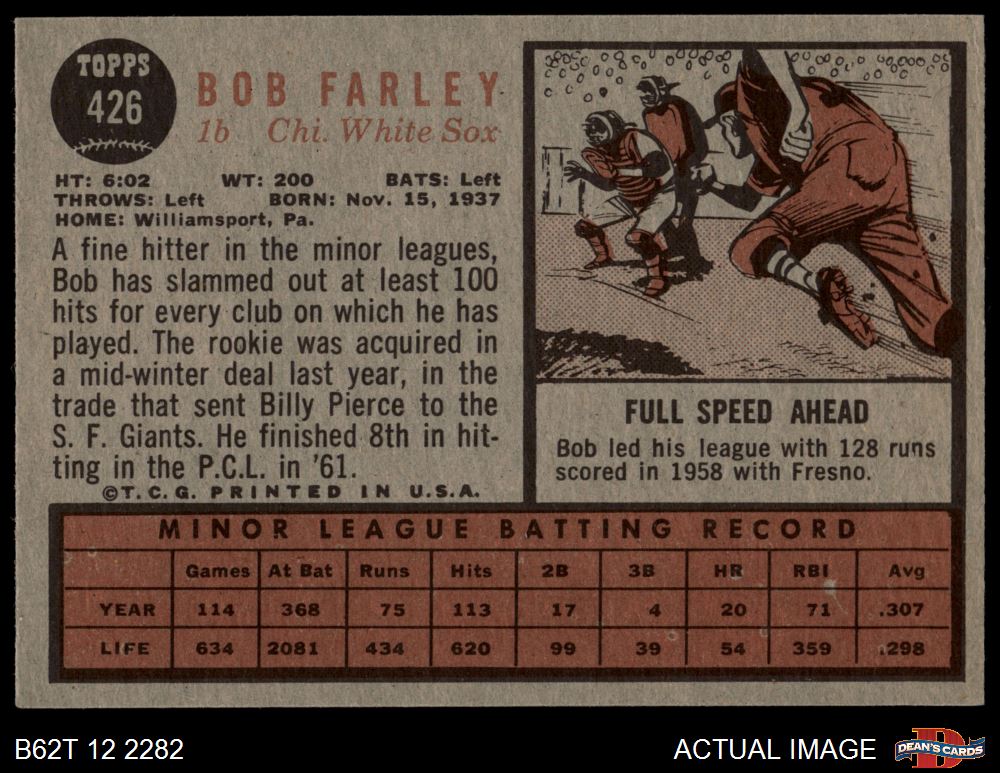 TOPPS
426
BOB FARLEY
1b Chi. White Sox
HT: 6:02 WT: 200 BATS: Left
THROWS: Left BORN: Nov. 15, 1937
HOME: Williamsport, Pa.
A fine hitter in the minor leagues,
Bob has slammed out at least 100
hits for every club on which he has
played. The rookie was acquired in
a mid-winter deal last year, in the
trade that sent Billy Pierce to the
S. F. Giants. He finished 8th in hit-
ting in the P.C.L. in '61.
©T.C.G. PRINTED IN U.S.A.
FULL SPEED AHEAD
Bob led his league with 128 runs
scored in 1958 with Fresno.
MINOR LEAGUE BATTING RECORD
Games At Bat Runs Hits 2B 3B HR RBI Avg
YEAR 114 368 75 113 17 4 20 71 .307
LIFE 634 2081 434 620 99 39 54 359 .298
B62T 12 2282
ACTUAL IMAGE
D
DEAN'S CARDS